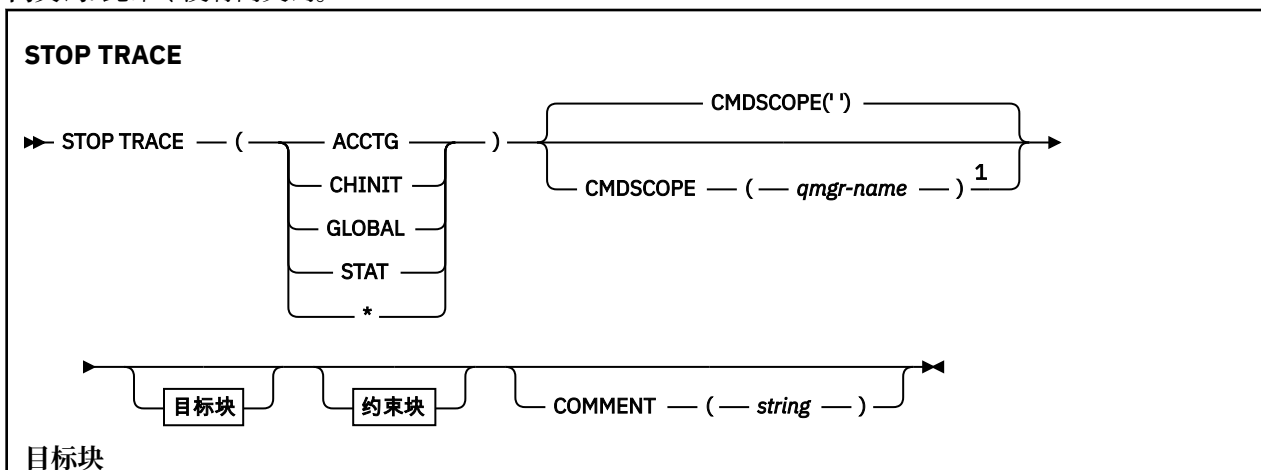 STOP TRACE
CMDSCOPE(' ')
STOP TRACE ( ACCTG )
CHINIT
GLOBAL
STAT
*
CMDSCOPE ( qmgr-name ) 1
目标块 约束块 COMMENT ( string )
目标块